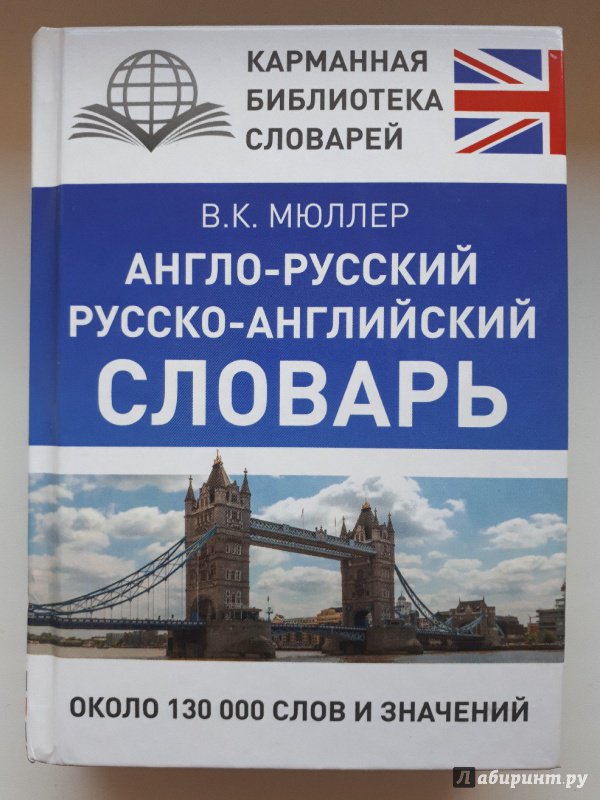 КАРМАННАЯ
БИБЛИОТЕКА
СЛОВАРЕЙ
В.К. МЮЛЛЕР
АНГЛО-РУССКИЙ
РУССКО-АНГЛИЙСКИЙ
СЛОВАРЬ
ОКОЛО 130 000 СЛОВ И ЗНАЧЕНИЙ
Лабиринт.ру